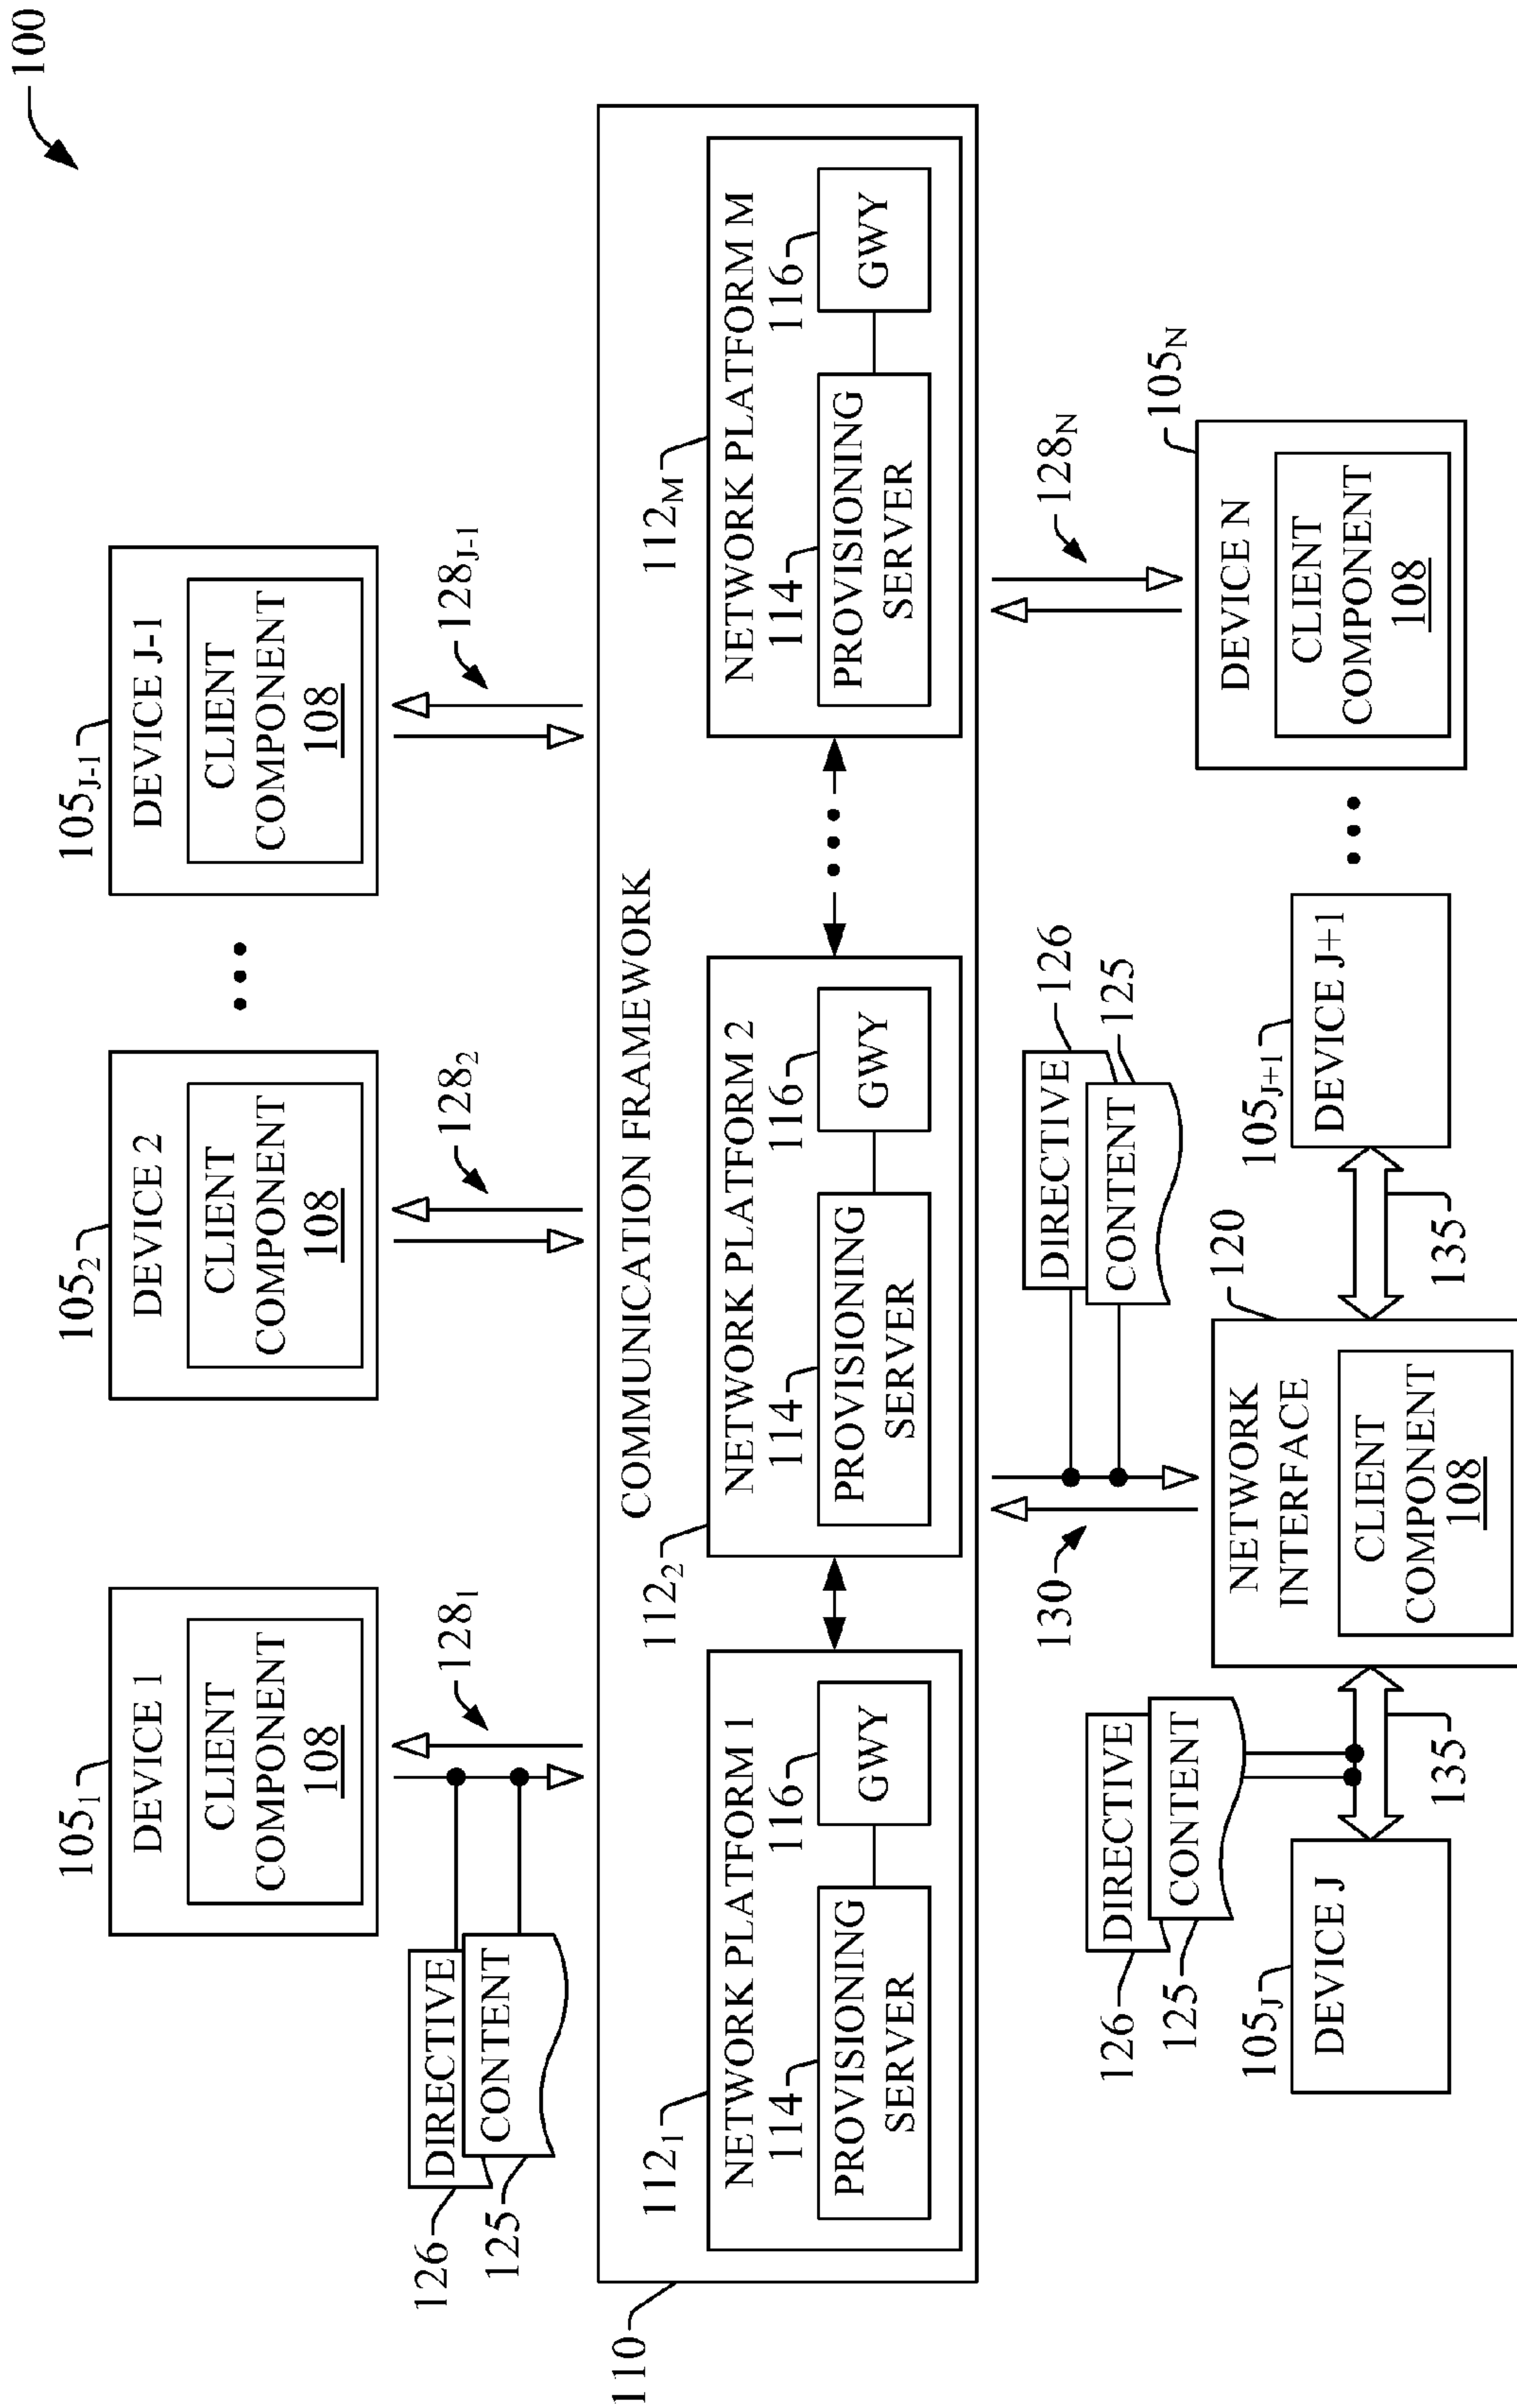 100
105₁
DEVICE 1
CLIENT
COMPONENT
108
105₂
DEVICE 2
CLIENT
COMPONENT
108
105J-1
DEVICE J-1
CLIENT
COMPONENT
108
126
DIRECTIVE
125
CONTENT
128₁
128₂
128J-1
110
COMMUNICATION FRAMEWORK
112₁
NETWORK PLATFORM 1
114
116
PROVISIONING
SERVER
GWY
112₂
NETWORK PLATFORM 2
114
116
PROVISIONING
SERVER
GWY
112M
NETWORK PLATFORM M
114
116
PROVISIONING
SERVER
GWY
130
DIRECTIVE
126
CONTENT
125
128N
126
DIRECTIVE
125
CONTENT
105J
DEVICE J
135
NETWORK
INTERFACE
120
CLIENT
COMPONENT
108
135
105J+1
DEVICE J+1
105N
DEVICE N
CLIENT
COMPONENT
108